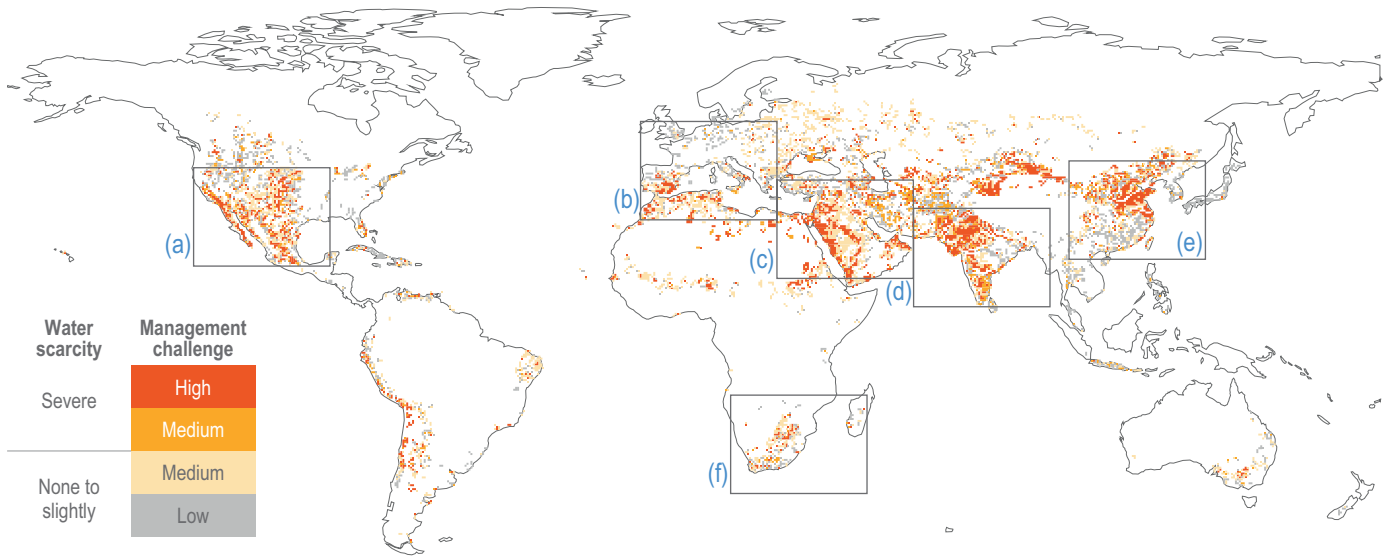 (a)
(b)
(c)
(d)
(e)
(f)
Water scarcity
Management challenge
Severe
High
Medium
None to slightly
Medium
Low